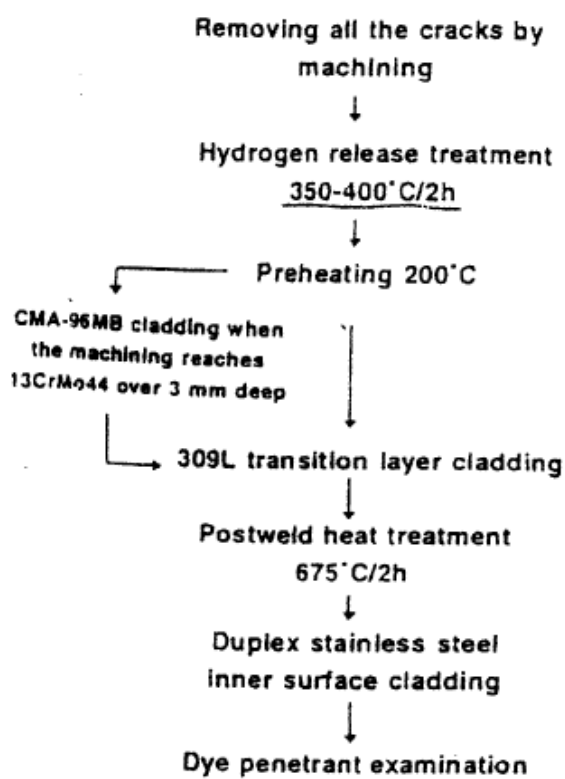 Removing all the cracks by
machining
Hydrogen release treatment
350-400°C/2h
Preheating 200°C
CMA-96MB cladding when
the machining reaches
13CrMo44 over 3 mm deep
309L transition layer cladding
Postweld heat treatment
675°C/2h
Duplex stainless steel
inner surface cladding
Dye penetrant examination